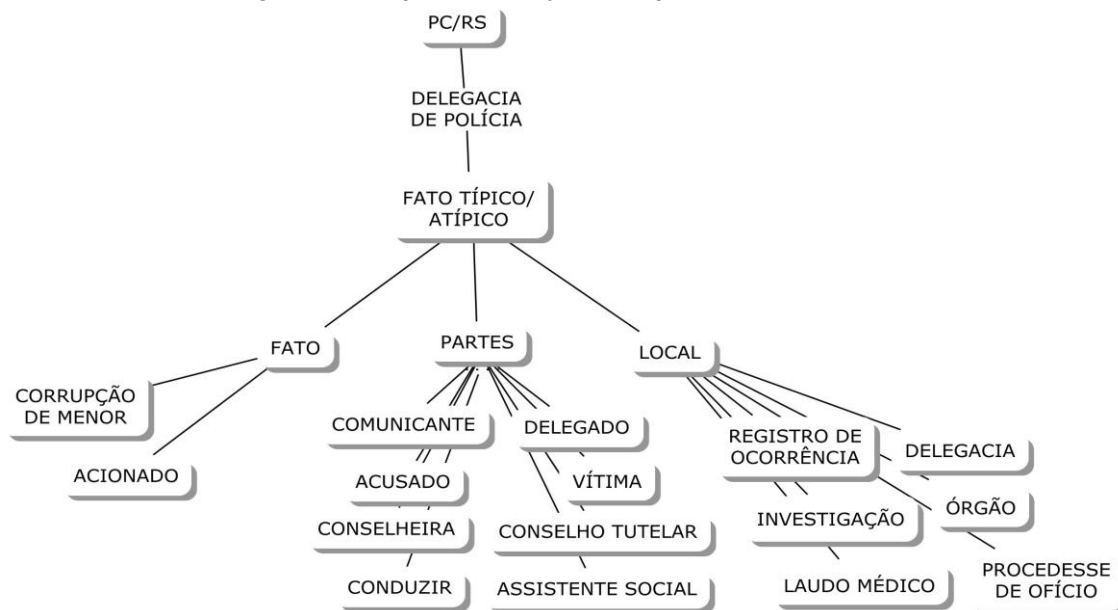 PC/RS
DELEGACIA
DE POLÍCIA
FATO TÍPICO/
ATÍPICO
FATO
PARTES
LOCAL
CORRUPÇÃO
DE MENOR
ACIONADO
COMUNICANTE
DELEGADO
ACUSADO
VÍTIMA
CONSELHEIRA
CONSELHO TUTELAR
CONDUZIR
ASSISTENTE SOCIAL
REGISTRO DE
OCORRÊNCIA
DELEGACIA
INVESTIGAÇÃO
ÓRGÃO
LAUDO MÉDICO
PROCEDESSE
DE OFÍCIO